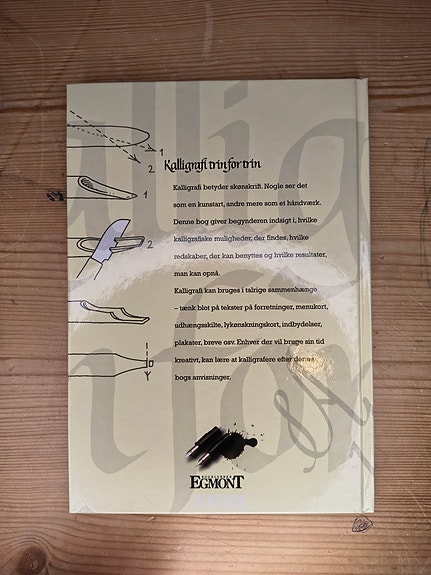 Kalligrafi trin for trin
Kalligrafi betyder skønskrift. Nogle ser det
som en kunstart, andre mere som et håndværk.
Denne bog giver begynderen indsigt i, hvilke
kalligrafiske muligheder, der findes, hvilke
redskaber, der kan benyttes og hvilke resultater,
man kan opnå.
Kalligrafi kan bruges i talrige sammenhænge
– tænk blot på tekster på forretninger, menukort,
udhængsskilte, lykønskningskort, indbydelser,
plakater, breve osv. Enhver der vil bruge sin tid
kreativt, kan lære at kalligrafere efter denne
bogs anvisninger.
1
2
1
2
EGMONT